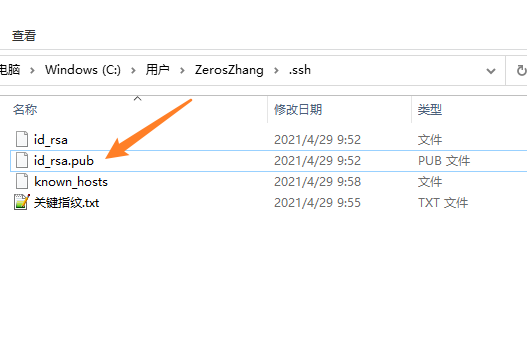 查看
电脑 › Windows (C:) › 用户 › ZerosZhang › .ssh
名称 修改日期 类型
id_rsa 2021/4/29 9:52 文件
id_rsa.pub 2021/4/29 9:52 PUB 文件
known_hosts 2021/4/29 9:58 文件
关键指纹.txt 2021/4/29 9:55 TXT 文件